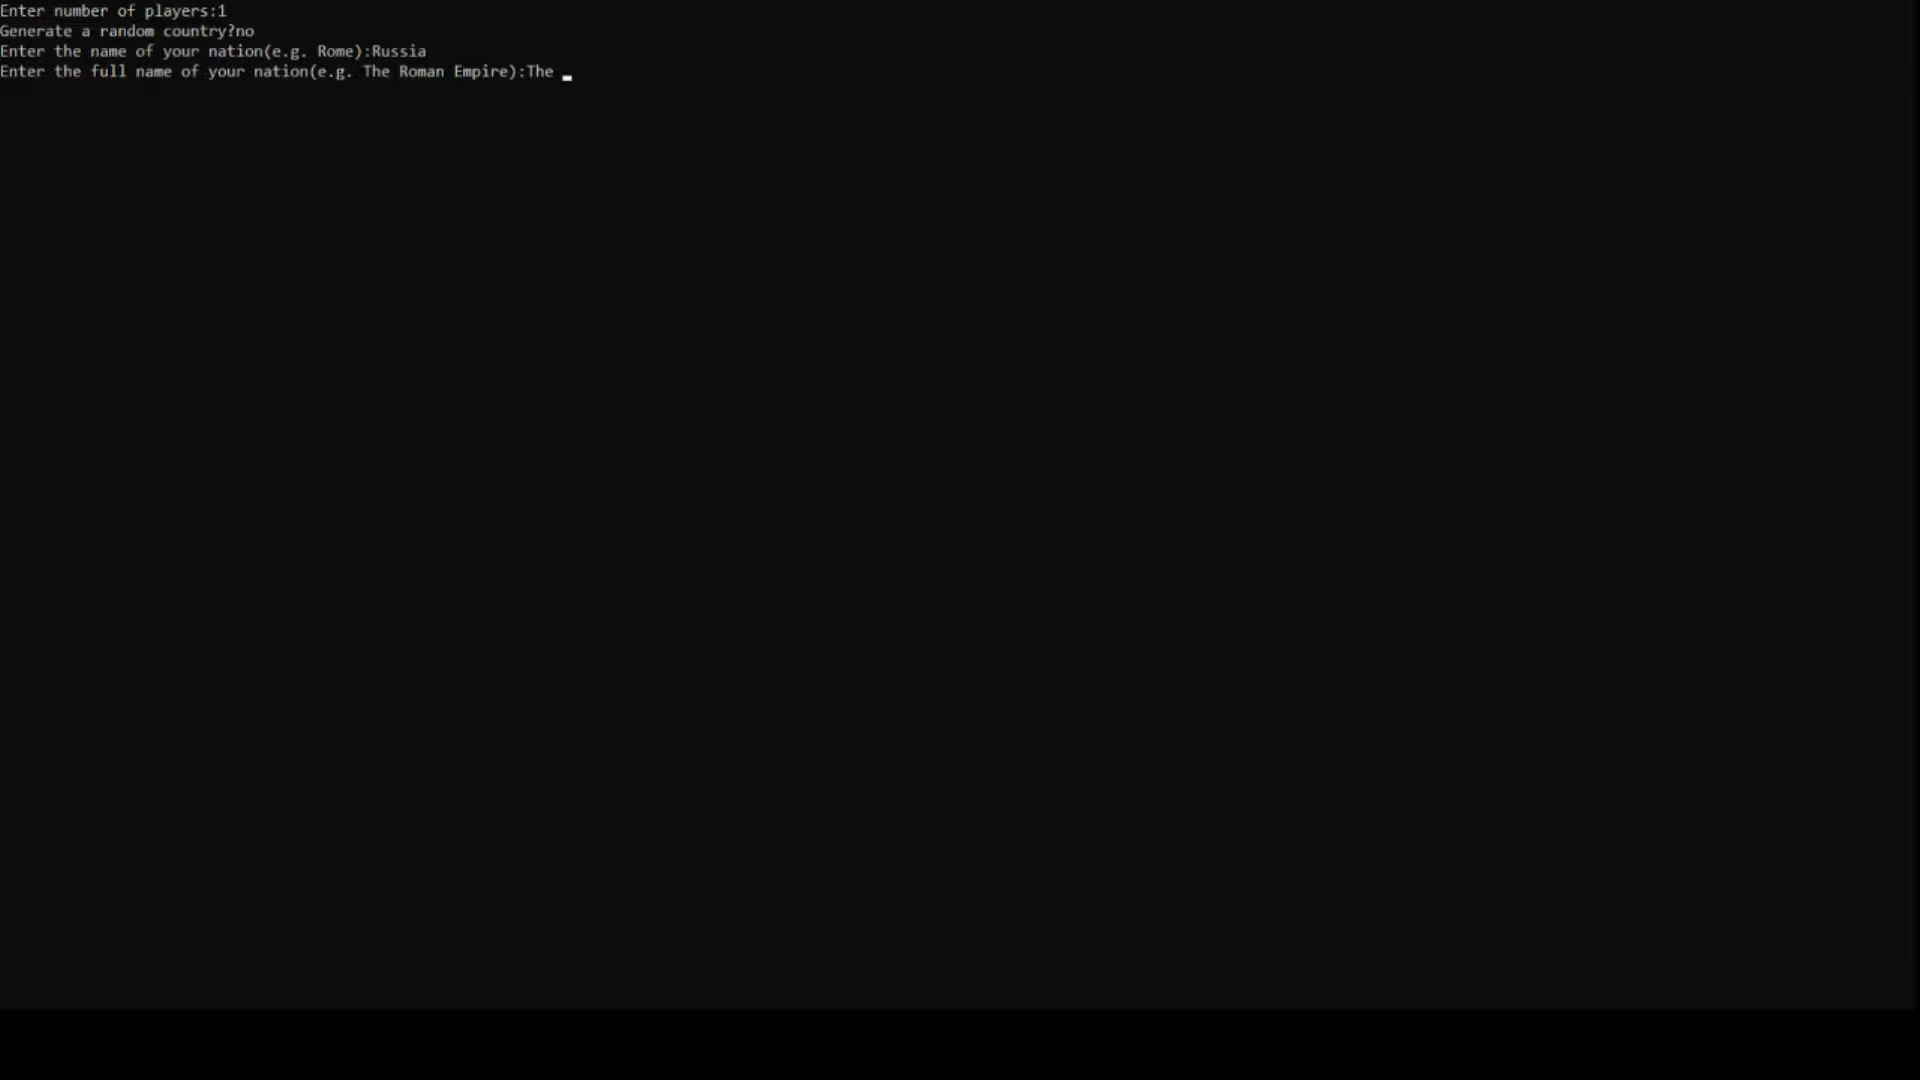 Enter number of players:1
Generate a random country?no
Enter the name of your nation(e.g. Rome):Russia
Enter the full name of your nation(e.g. The Roman Empire):The